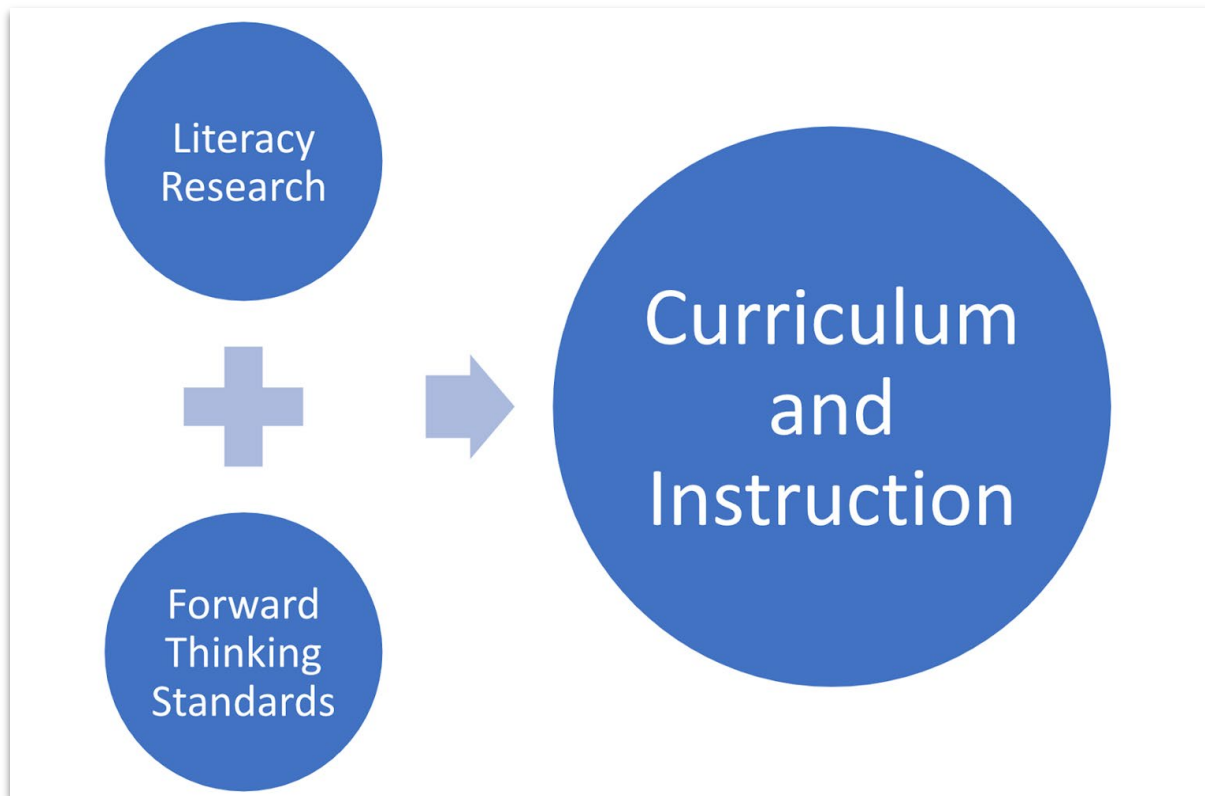 Literacy
Research
Forward
Thinking
Standards
Curriculum
and
Instruction